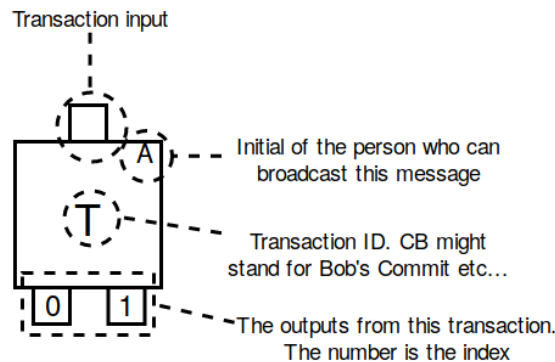 Transaction input
A
Initial of the person who can
broadcast this message
T
Transaction ID. CB might
stand for Bob's Commit etc...
0 1
The outputs from this transaction.
The number is the index